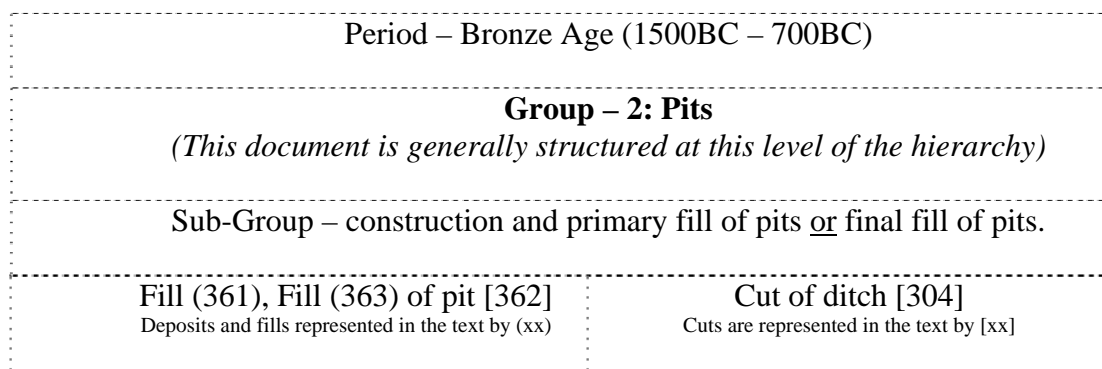 Period – Bronze Age (1500BC – 700BC)
Group – 2: Pits
(This document is generally structured at this level of the hierarchy)
Sub-Group – construction and primary fill of pits or final fill of pits.
Fill (361), Fill (363) of pit [362]
Deposits and fills represented in the text by (xx)
Cut of ditch [304]
Cuts are represented in the text by [xx]